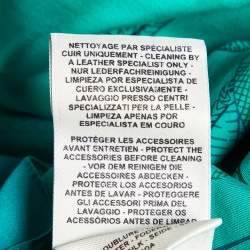 NETTOYAGE PAR SPÉCIALISTE
CUIR UNIQUEMENT - CLEANING BY
A LEATHER SPECIALIST ONLY -
NUR LEDERFACHREINIGUNG -
LIMPIEZA POR ESPECIALISTA DE
CUERO EXCLUSIVAMENTE -
LAVAGGIO PRESSO CENTRI
SPECIALIZZATI PER LA PELLE -
LIMPEZA APENAS POR
ESPECIALISTA EM COURO
PROTÉGER LES ACCESSOIRES
AVANT ENTRETIEN - PROTECT THE
ACCESSORIES BEFORE CLEANING
- VOR DEM REINIGEN DIE
ACCESSOIRES ABDECKEN -
PROTEGER LOS ACCESORIOS
ANTES DE LAVAR - PROTEGGERE
GLI ACCESSORI PRIMA DEL
LAVAGGIO - PROTEGER OS
ACESSÓRIOS ANTES DE LIMPAR
DOUBLURE